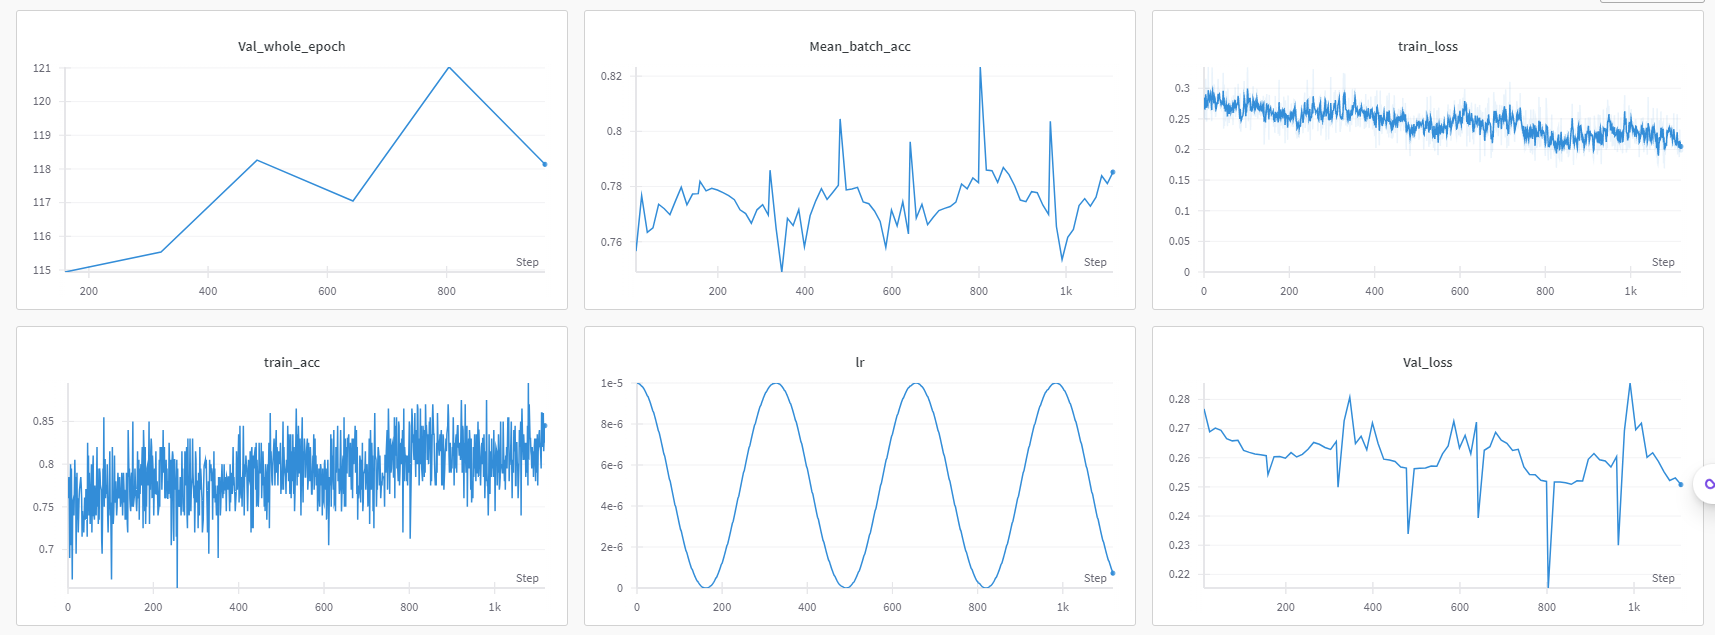 Val_whole_epoch
121
120
119
118
117
116
115
Step
200
400
600
800
Mean_batch_acc
0.82
0.8
0.78
0.76
Step
200
400
600
800
1k
train_loss
0.3
0.25
0.2
0.15
0.1
0.05
0
Step
0
200
400
600
800
1k
train_acc
0.85
0.8
0.75
0.7
Step
0
200
400
600
800
1k
lr
1e-5
8e-6
6e-6
4e-6
2e-6
0
Step
0
200
400
600
800
1k
Val_loss
0.28
0.27
0.26
0.25
0.24
0.23
0.22
Step
200
400
600
800
1k